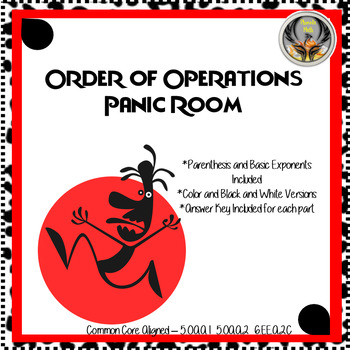 Order of Operations
Panic Room
*Parenthesis and Basic Exponents
Included
*Color and Black and White Versions
*Answer Key Included for each part
Common Core Aligned – 5.OA.A.1 5.OA.A.2 6.EE.A.2C